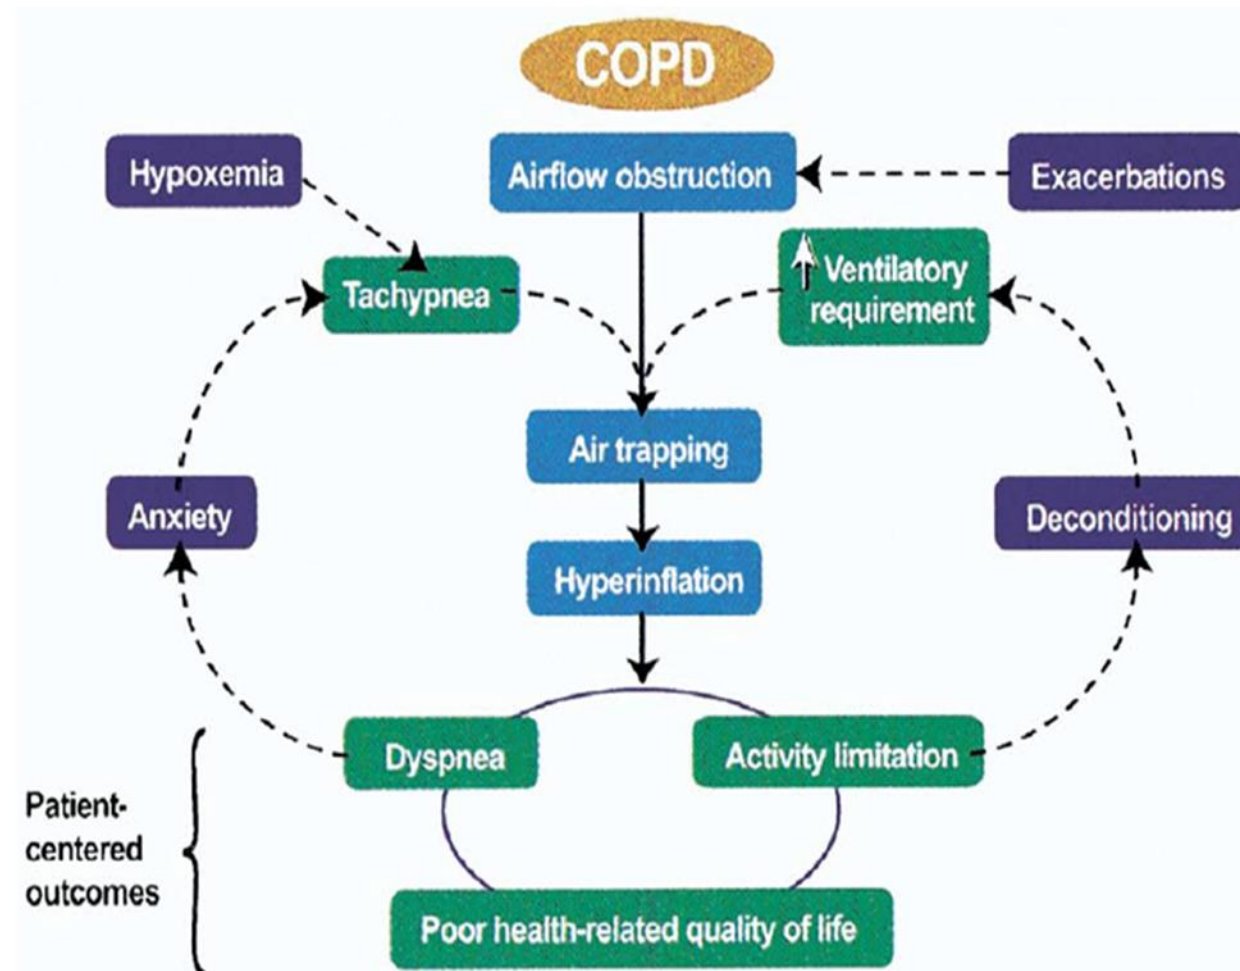 COPD
Hypoxemia
Airflow obstruction
Exacerbations
Tachypnea
Ventilatory
requirement
Air trapping
Anxiety
Deconditioning
Hyperinflation
Dyspnea
Activity limitation
Patient-
centered
outcomes
Poor health-related quality of life